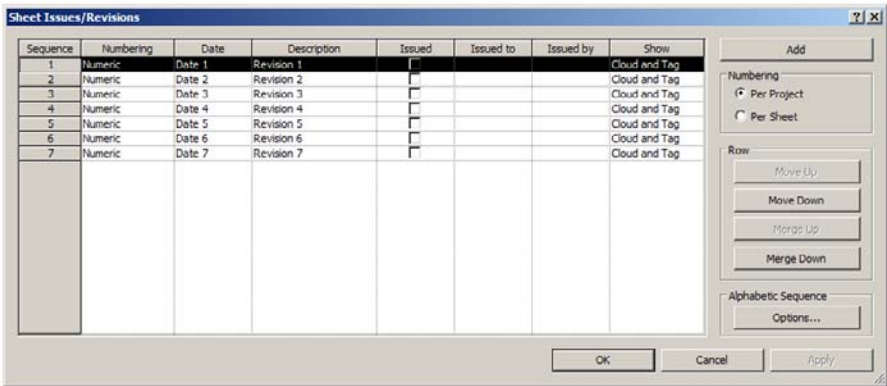 Sheet Issues/Revisions
Sequence Numbering Date Description Issued Issued to Issued by Show
1 Numeric Date 1 Revision 1 Cloud and Tag
2 Numeric Date 2 Revision 2 Cloud and Tag
3 Numeric Date 3 Revision 3 Cloud and Tag
4 Numeric Date 4 Revision 4 Cloud and Tag
5 Numeric Date 5 Revision 5 Cloud and Tag
6 Numeric Date 6 Revision 6 Cloud and Tag
7 Numeric Date 7 Revision 7 Cloud and Tag
Add
Numbering
Per Project
Per Sheet
Row
Move Up
Move Down
Merge Up
Merge Down
Alphabetic Sequence
Options...
OK Cancel Apply